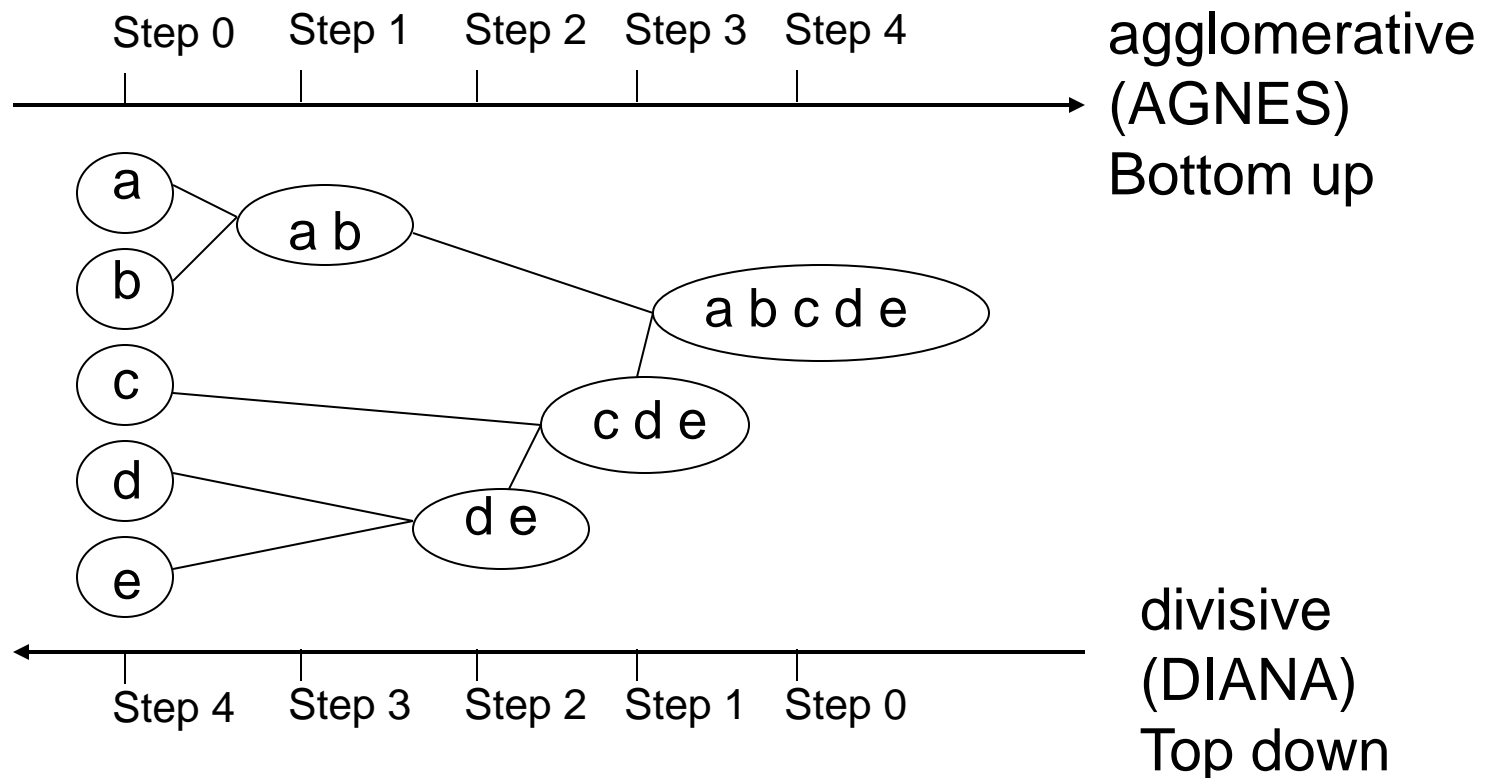 Step 0 Step 1 Step 2 Step 3 Step 4
agglomerative
(AGNES)
Bottom up
a
a b
b
a b c d e
c
c d e
d
d e
e
divisive
(DIANA)
Top down
Step 4 Step 3 Step 2 Step 1 Step 0